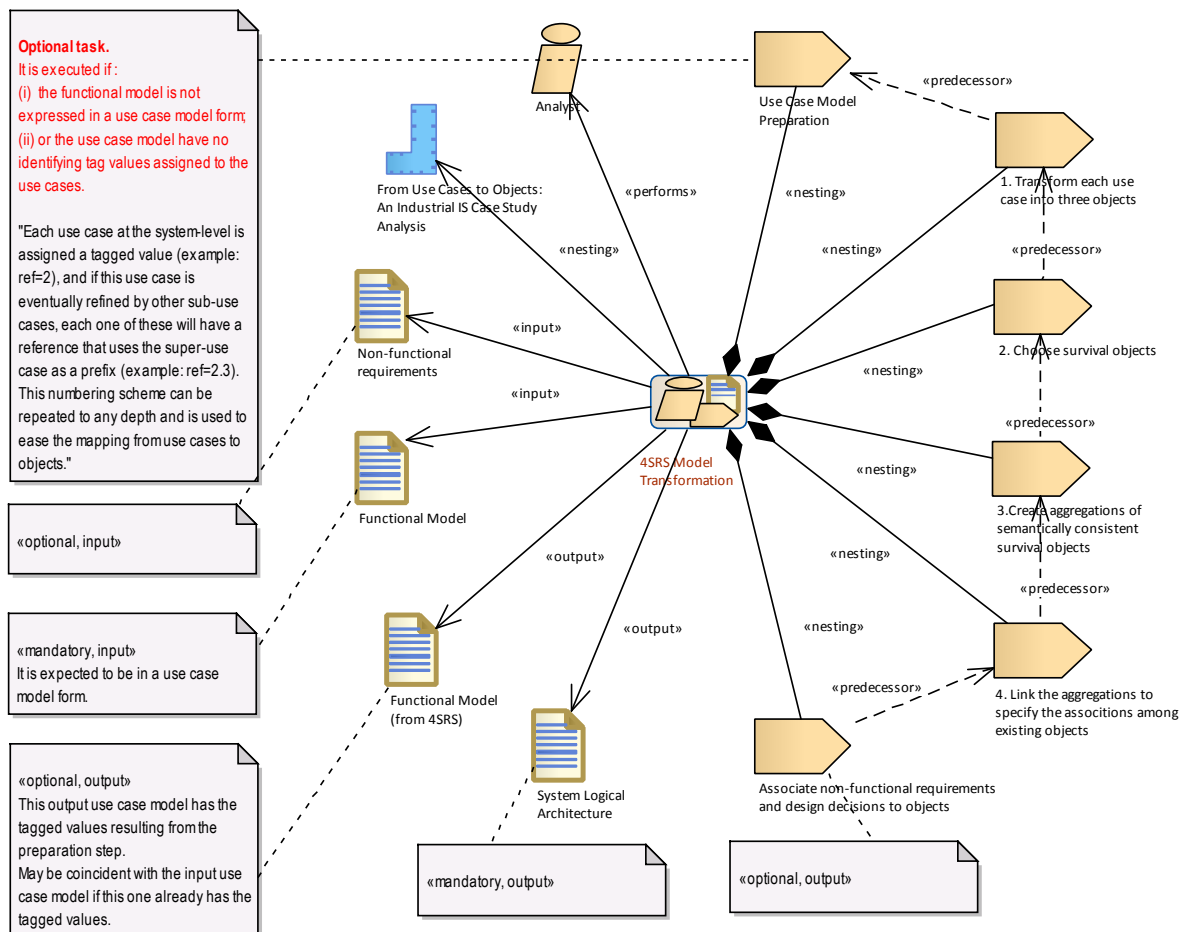 Optional task.
It is executed if :
(i) the functional model is not
expressed in a use case model form;
(ii) or the use case model have no
identifying tag values assigned to the
use cases.
"Each use case at the system-level is
assigned a tagged value (example:
ref=2), and if this use case is
eventually refined by other sub-use
cases, each one of these will have a
reference that uses the super-use
case as a prefix (example: ref=2.3).
This numbering scheme can be
repeated to any depth and is used to
ease the mapping from use cases to
objects."
«optional, input»
«mandatory, input»
It is expected to be in a use case
model form.
«optional, output»
This output use case model has the
tagged values resulting from the
preparation step.
May be coincident with the input use
case model if this one already has the
tagged values.
Analyst
From Use Cases to Objects:
An Industrial IS Case Study
Analysis
Non-functional
requirements
Functional Model
Functional Model
(from 4SRS)
System Logical
Architecture
«mandatory, output»
«performs»
«nesting»
«input»
«input»
«output»
«output»
4SRS Model
Transformation
Use Case Model
Preparation
«predecessor»
«nesting»
1. Transform each use
case into three objects
«nesting»
«predecessor»
2. Choose survival objects
«nesting»
«predecessor»
3.Create aggregations of
semantically consistent
survival objects
«nesting»
«nesting»
«predecessor»
4. Link the aggregations to
specify the associtions among
existing objects
«nesting»
«predecessor»
Associate non-functional requirements
and design decisions to objects
«optional, output»